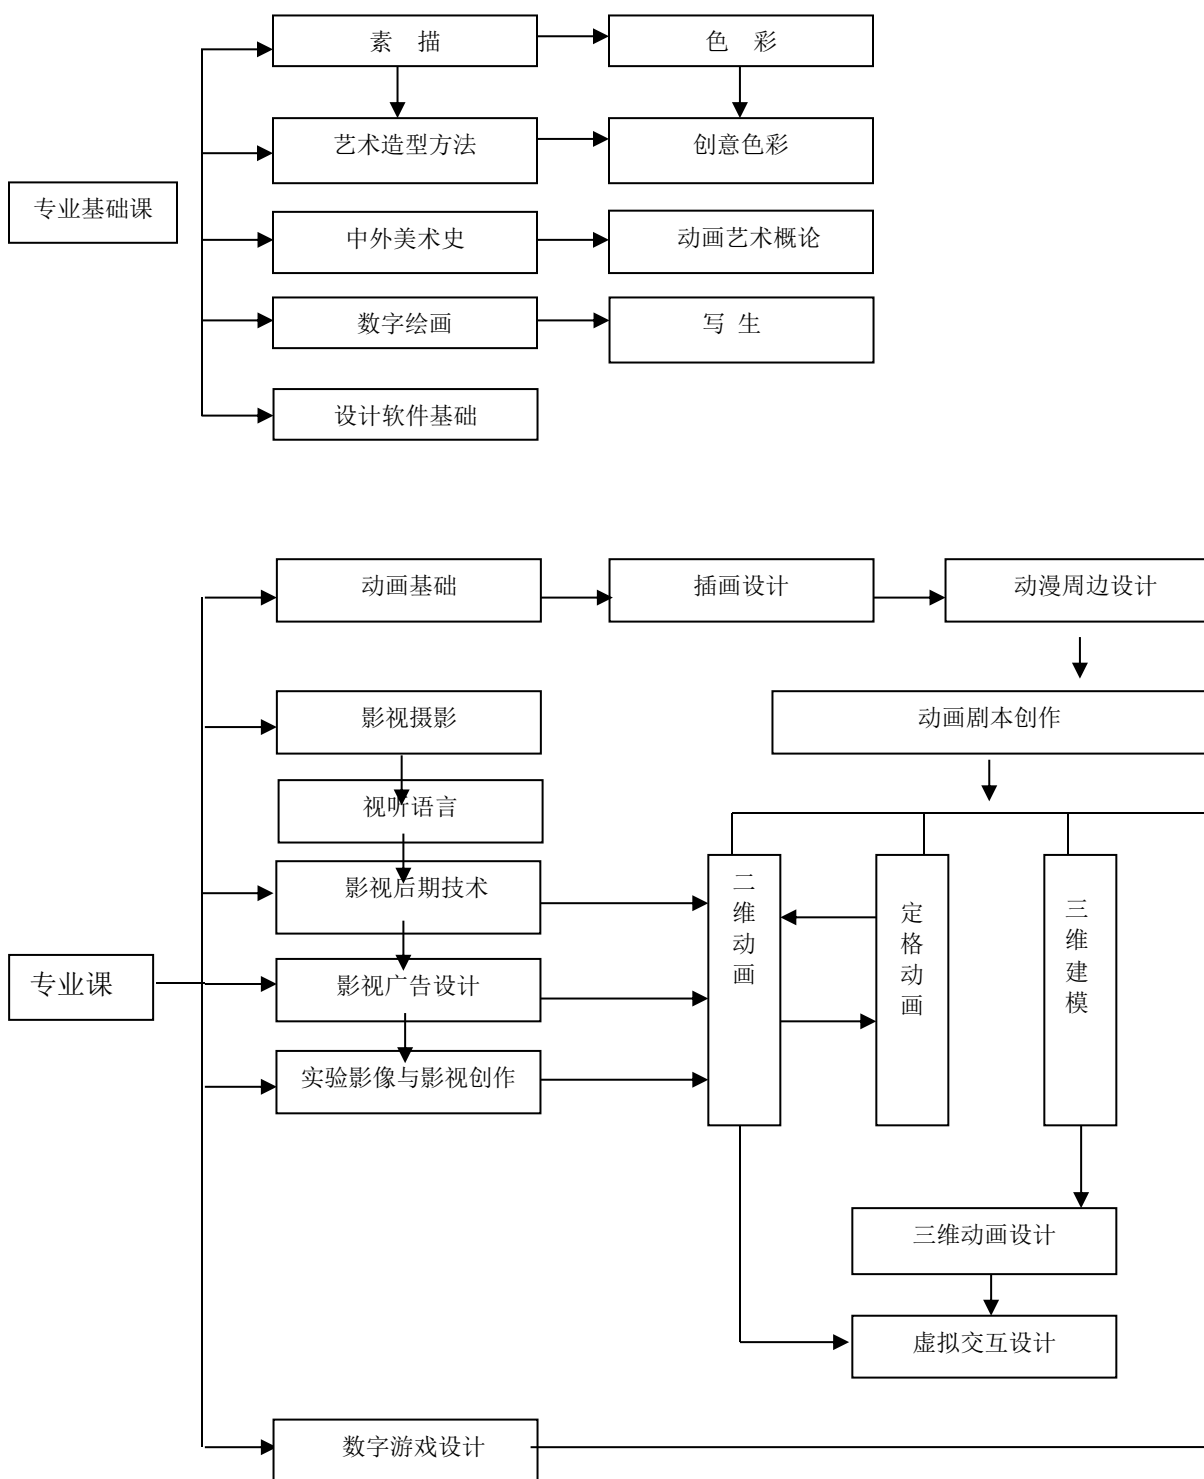 素 描
色 彩
艺术造型方法
创意色彩
专业基础课
中外美术史
动画艺术概论
数字绘画
写 生
设计软件基础
动画基础
插画设计
动漫周边设计
影视摄影
动画剧本创作
视听语言
影视后期技术
二维动画
定格动画
三维建模
专业课
影视广告设计
实验影像与影视创作
三维动画设计
虚拟交互设计
数字游戏设计